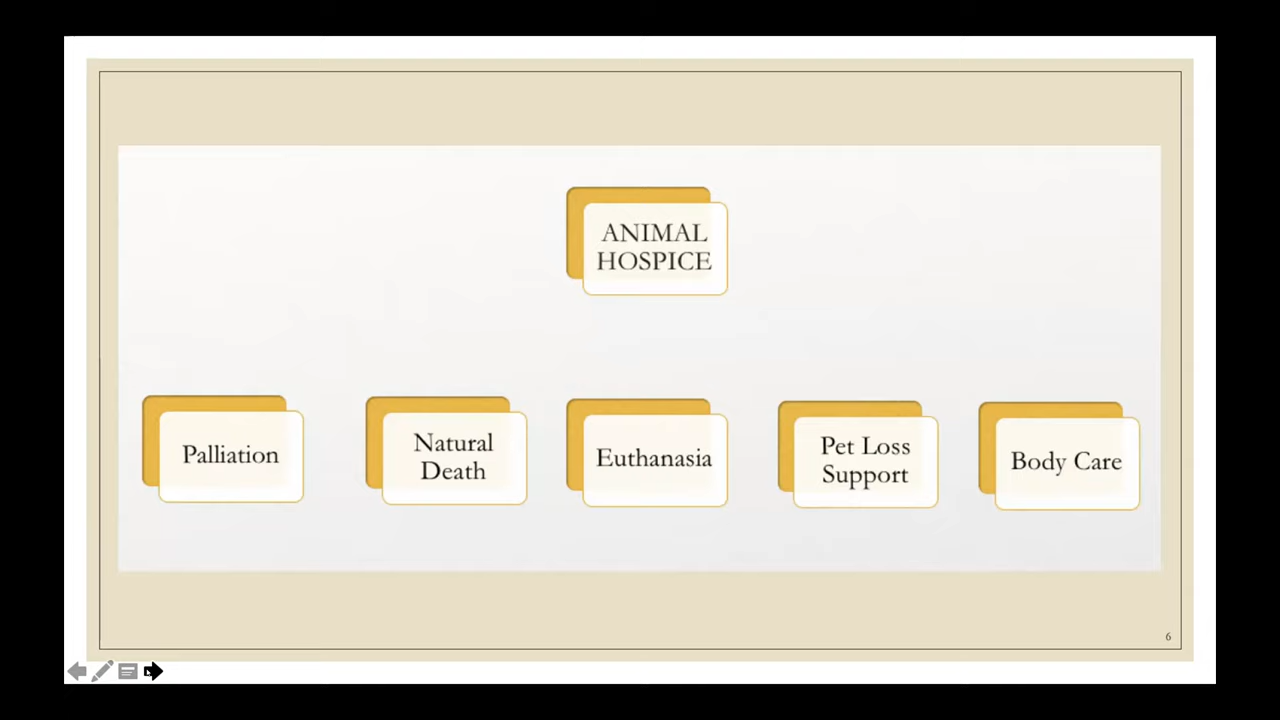 ANIMAL
HOSPICE
Palliation
Natural
Death
Euthanasia
Pet Loss
Support
Body Care
6